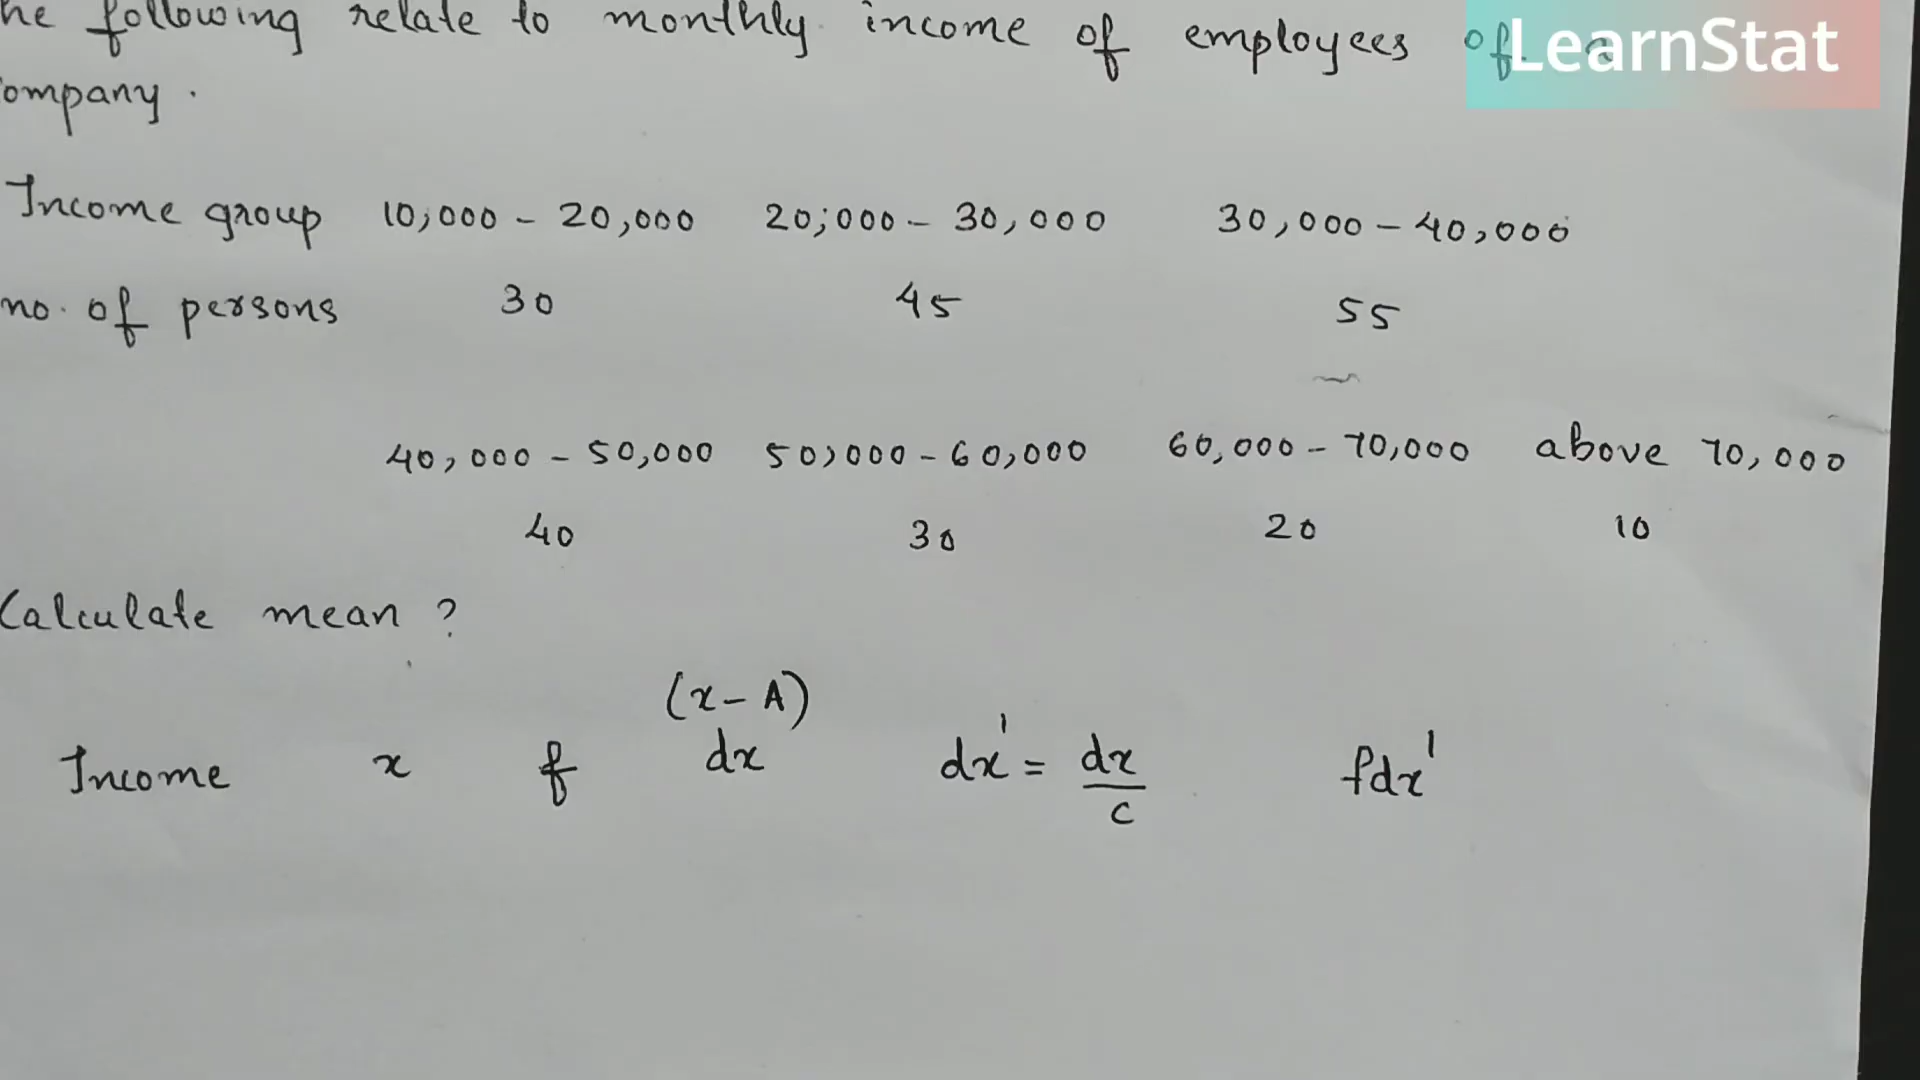 he following relate to monthly income of employees of
LearnStat
ompany.
Income group 10,000 - 20,000 20,000 - 30,000 30,000 - 40,000
no. of persons 30 45 55
40,000 - 50,000 50,000 - 60,000 60,000 - 70,000 above 70,000
40 30 20 10
Calculate mean ?
(x - A)
Income x f dx dx' = dx/c fdx'